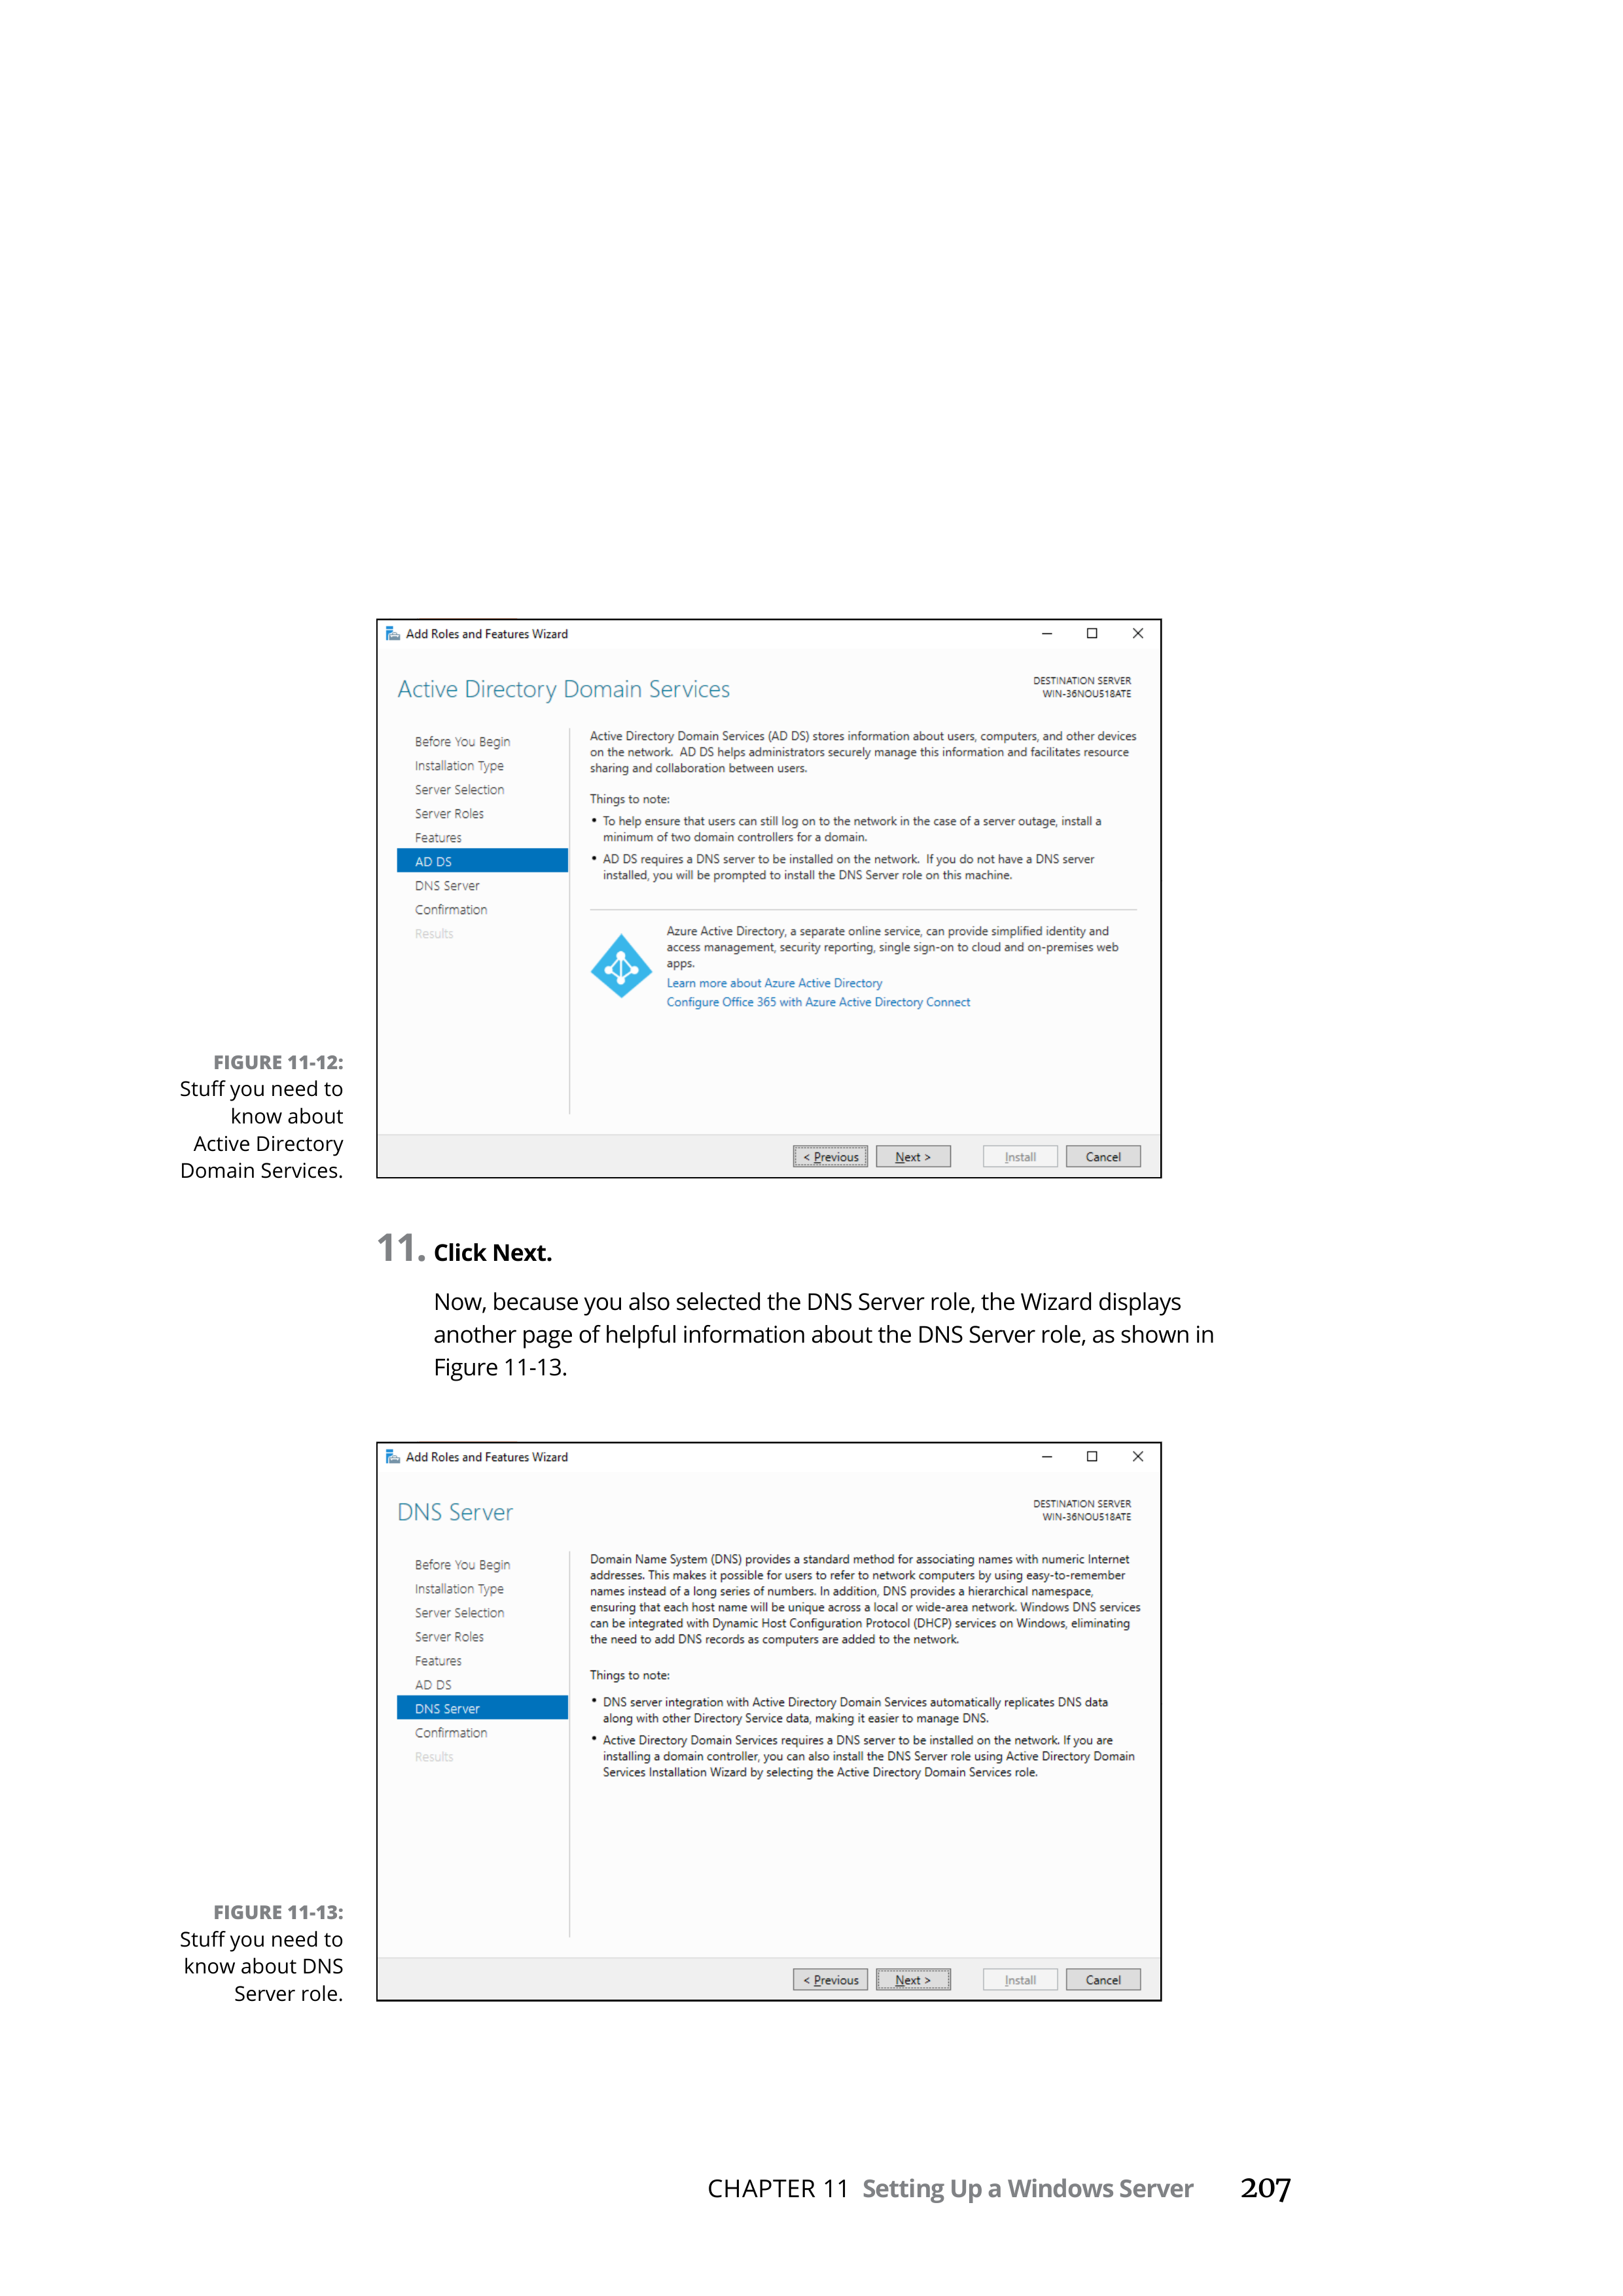 Add Roles and Features Wizard
Active Directory Domain Services
DESTINATION SERVER
WIN-36NOU518ATE
Before You Begin
Installation Type
Server Selection
Server Roles
Features
AD DS
DNS Server
Confirmation
Results
Active Directory Domain Services (AD DS) stores information about users, computers, and other devices
on the network.  AD DS helps administrators securely manage this information and facilitates resource
sharing and collaboration between users.
Things to note:
• To help ensure that users can still log on to the network in the case of a server outage, install a
minimum of two domain controllers for a domain.
• AD DS requires a DNS server to be installed on the network.  If you do not have a DNS server
installed, you will be prompted to install the DNS Server role on this machine.
Azure Active Directory, a separate online service, can provide simplified identity and
access management, security reporting, single sign-on to cloud and on-premises web
apps.
Learn more about Azure Active Directory
Configure Office 365 with Azure Active Directory Connect
< Previous Next > Install Cancel
FIGURE 11-12:
Stuff you need to
know about
Active Directory
Domain Services.
11. Click Next.
Now, because you also selected the DNS Server role, the Wizard displays
another page of helpful information about the DNS Server role, as shown in
Figure 11-13.
Add Roles and Features Wizard
DNS Server
DESTINATION SERVER
WIN-36NOU518ATE
Before You Begin
Installation Type
Server Selection
Server Roles
Features
AD DS
DNS Server
Confirmation
Results
Domain Name System (DNS) provides a standard method for associating names with numeric Internet
addresses. This makes it possible for users to refer to network computers by using easy-to-remember
names instead of a long series of numbers. In addition, DNS provides a hierarchical namespace,
ensuring that each host name will be unique across a local or wide-area network. Windows DNS services
can be integrated with Dynamic Host Configuration Protocol (DHCP) services on Windows, eliminating
the need to add DNS records as computers are added to the network.
Things to note:
• DNS server integration with Active Directory Domain Services automatically replicates DNS data
along with other Directory Service data, making it easier to manage DNS.
• Active Directory Domain Services requires a DNS server to be installed on the network. If you are
installing a domain controller, you can also install the DNS Server role using Active Directory Domain
Services Installation Wizard by selecting the Active Directory Domain Services role.
< Previous Next > Install Cancel
FIGURE 11-13:
Stuff you need to
know about DNS
Server role.
CHAPTER 11 Setting Up a Windows Server 207